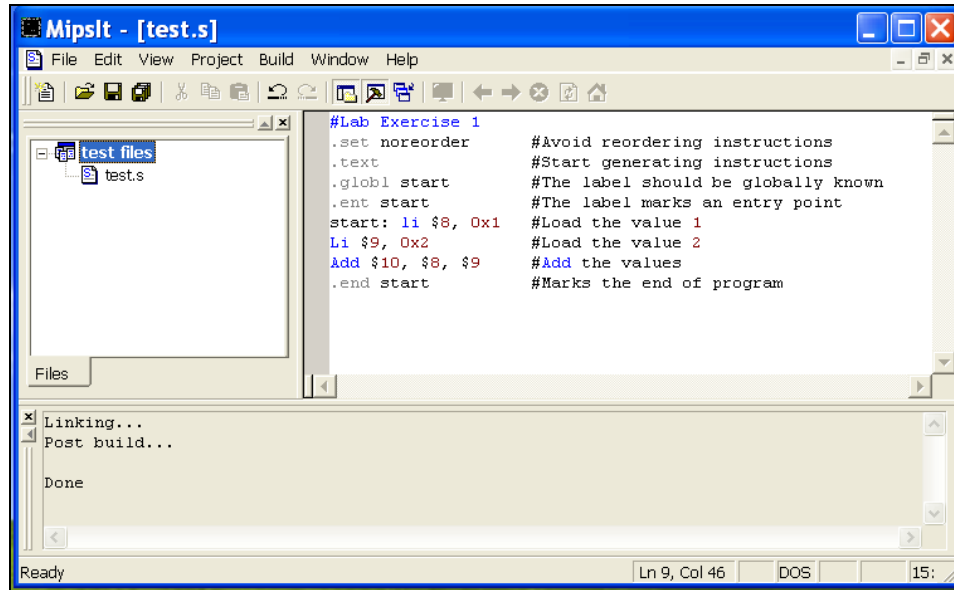 MipsIt - [test.s]
File Edit View Project Build Window Help
test files
test.s
Files
#Lab Exercise 1
.set noreorder #Avoid reordering instructions
.text #Start generating instructions
.globl start #The label should be globally known
.ent start #The label marks an entry point
start: li $8, 0x1 #Load the value 1
Li $9, 0x2 #Load the value 2
Add $10, $8, $9 #Add the values
.end start #Marks the end of program
Linking...
Post build...
Done
Ready Ln 9, Col 46 DOS 15: